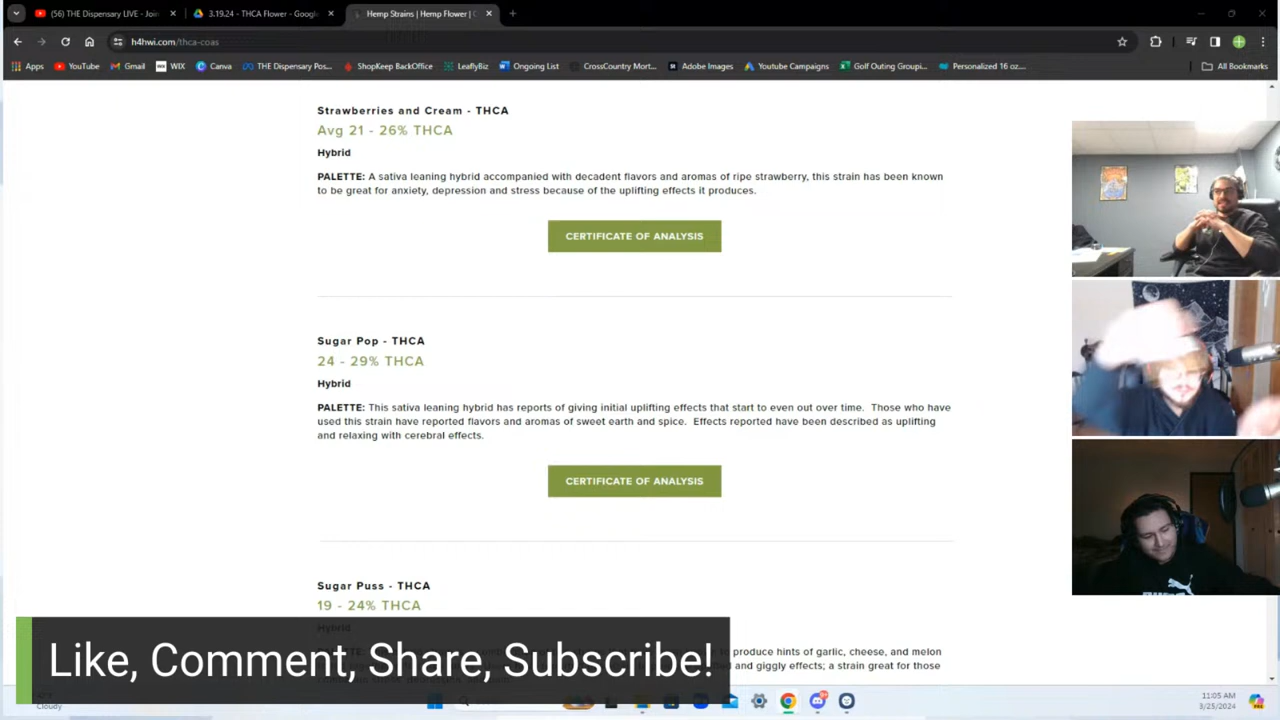 (56) THE Dispensary LIVE - Join
3.19.24 - THCA Flower - Google
Hemp Strains | Hemp Flower | C
h4hwi.com/thca-coas
Apps
YouTube
Gmail
WIX
Canva
THE Dispensary Pos...
ShopKeep BackOffice
LeaflyBiz
Ongoing List
CrossCountry Mort...
Adobe Images
Youtube Campaigns
Golf Outing Groupi...
Personalized 16 oz....
All Bookmarks
Strawberries and Cream - THCA
Avg 21 - 26% THCA
Hybrid
PALETTE: A sativa leaning hybrid accompanied with decadent flavors and aromas of ripe strawberry, this strain has been known
to be great for anxiety, depression and stress because of the uplifting effects it produces.
CERTIFICATE OF ANALYSIS
Sugar Pop - THCA
24 - 29% THCA
Hybrid
PALETTE: This sativa leaning hybrid has reports of giving initial uplifting effects that start to even out over time. Those who have
used this strain have reported flavors and aromas of sweet earth and spice. Effects reported have been described as uplifting
and relaxing with cerebral effects.
CERTIFICATE OF ANALYSIS
Sugar Puss - THCA
19 - 24% THCA
Hybrid
produce hints of garlic, cheese, and melon
and giggly effects; a strain great for those
Like, Comment, Share, Subscribe!
Cloudy
11:05 AM
3/25/2024